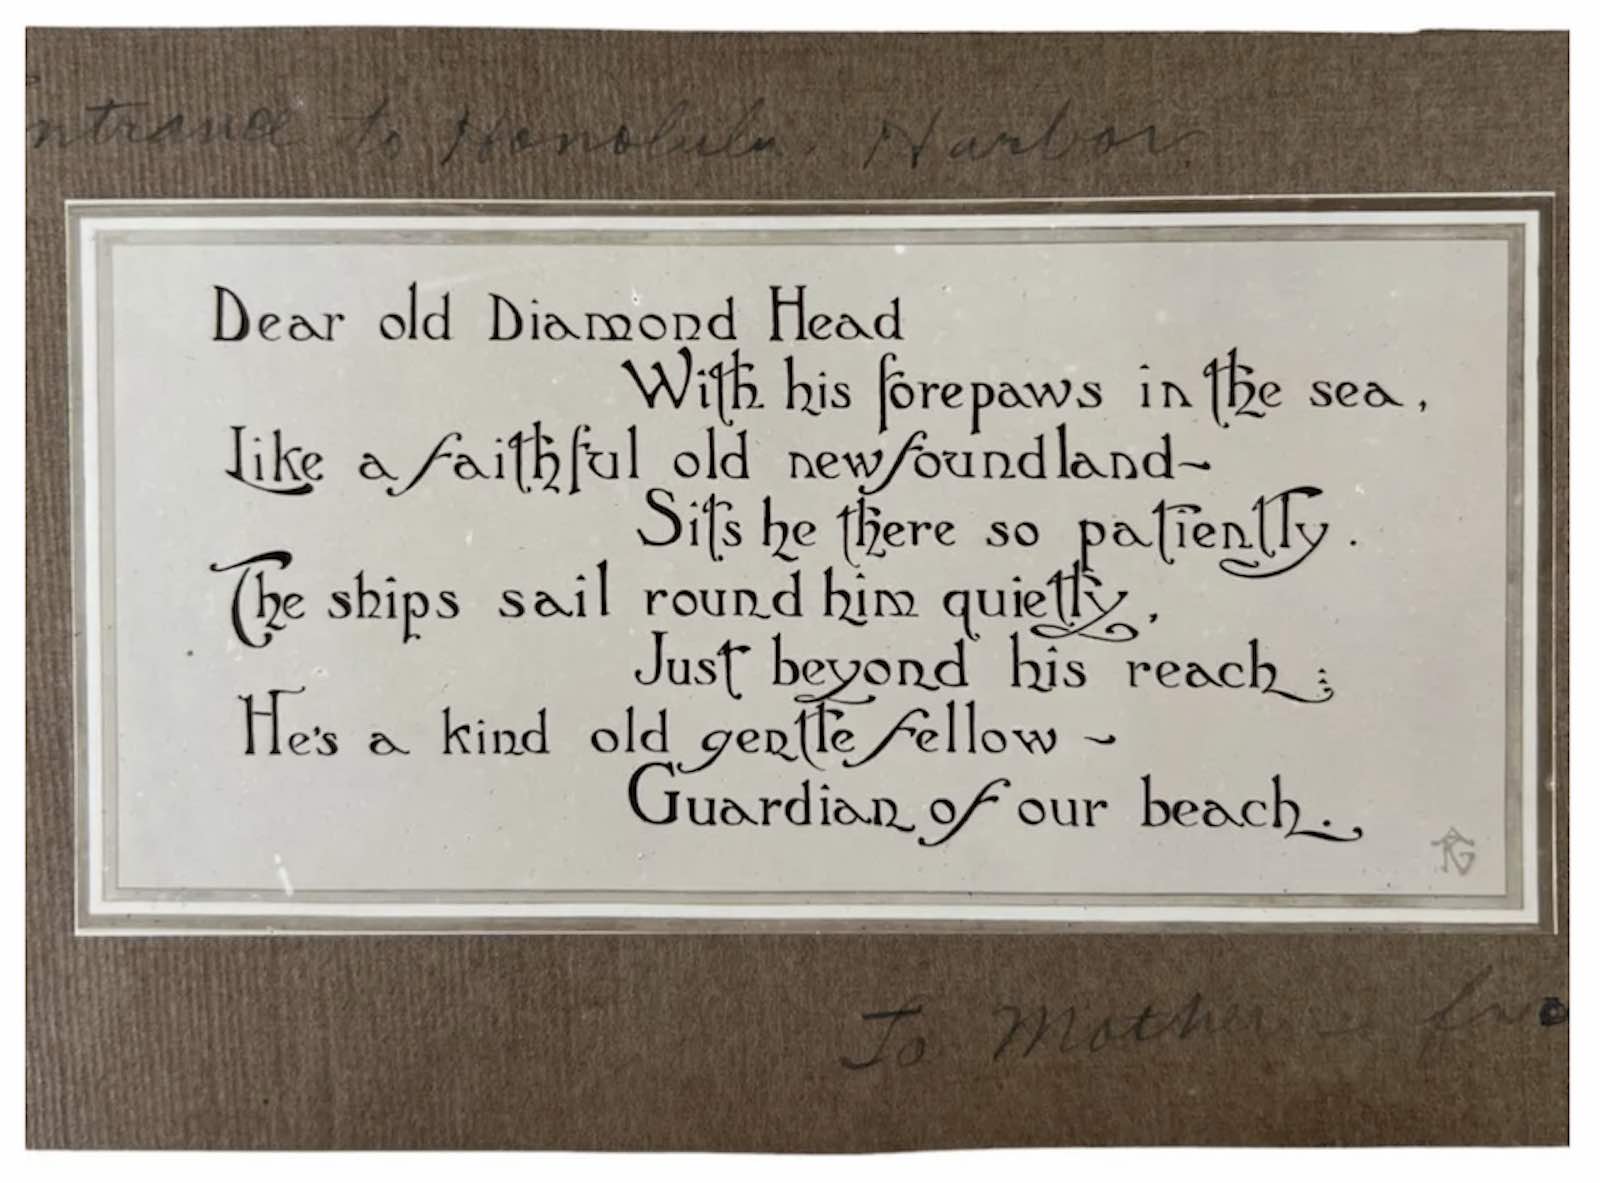 ntrance to Honolulu. Harbor.
Dear old Diamond Head
With his forepaws in the sea,
Like a faithful old newfoundland~
Sits he there so patiently.
The ships sail round him quietly,
Just beyond his reach;
He's a kind old gentle fellow ~
Guardian of our beach.
To Mother